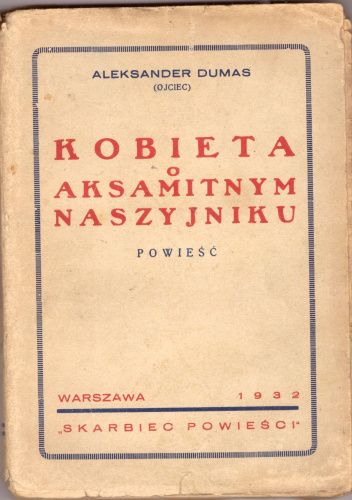 ALEKSANDER DUMAS
(OJCIEC)
KOBIETA
O
AKSAMITNYM
NASZYJNIKU
POWIEŚĆ
WARSZAWA 1932
„SKARBIEC POWIEŚCI"